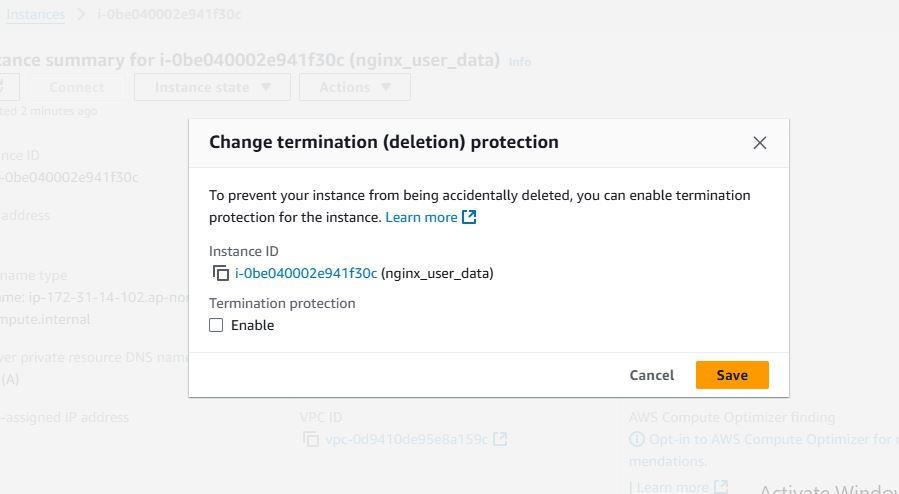 Instances > i-0be040002e941f30c
tance summary for i-0be040002e941f30c (nginx_user_data) Info
Connect Instance state Actions
ted 2 minutes ago
Change termination (deletion) protection
nce ID
-0be040002e941f30c
To prevent your instance from being accidentally deleted, you can enable termination
protection for the instance. Learn more
address
Instance ID
i-0be040002e941f30c (nginx_user_data)
name type
me: ip-172-31-14-102.ap-nor
mpute.internal
Termination protection
Enable
ver private resource DNS name
(A)
Cancel Save
-assigned IP address
VPC ID
vpc-0d9410de95e8a159c
AWS Compute Optimizer finding
Opt-in to AWS Compute Optimizer for r
mendations.
| Learn more
Activate Window